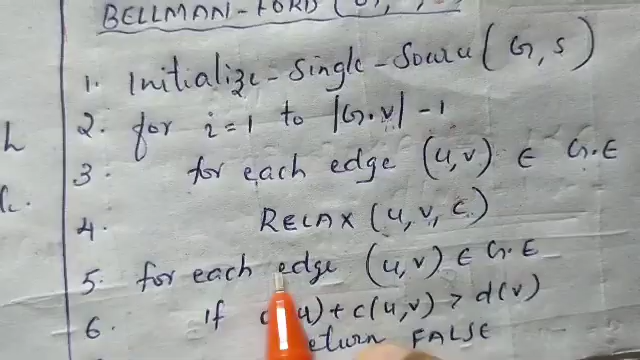 BELLMAN-FORD (G,
1. Initialize-Single-Source (G, s)
2. for i=1 to |G.V| -1
3. for each edge (u,v) ∈ G.E
4. RELAX (u, v, c)
5. for each edge (u,v) ∈ G.E
6. If u) + c(u,v) > d(v)
return FALSE